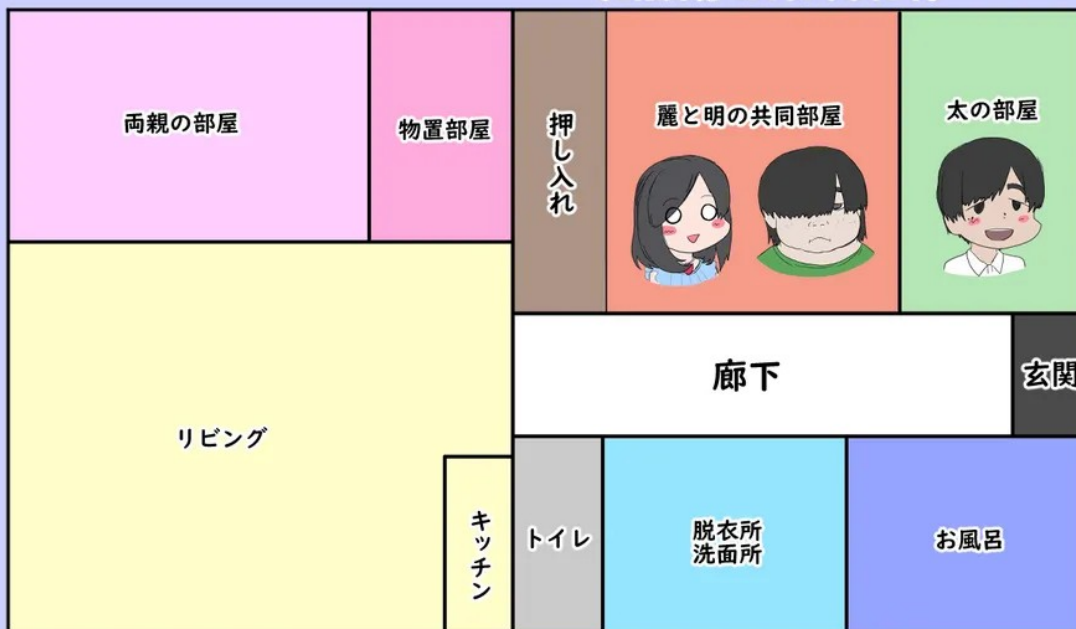 両親の部屋
物置部屋
押し入れ
麗と明の共同部屋
太の部屋
廊下
玄関
リビング
キッチン
トイレ
脱衣所
洗面所
お風呂